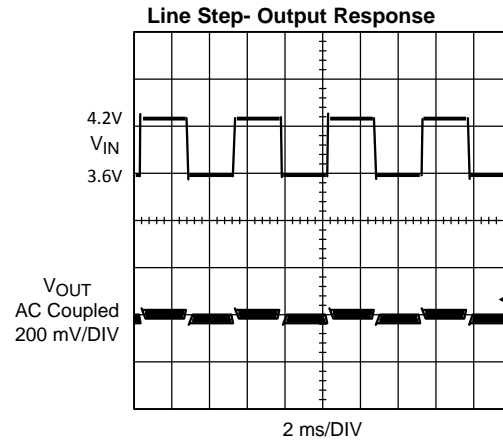 Line Step- Output Response
4.2V
VIN
3.6V
VOUT
AC Coupled
200 mV/DIV
2 ms/DIV